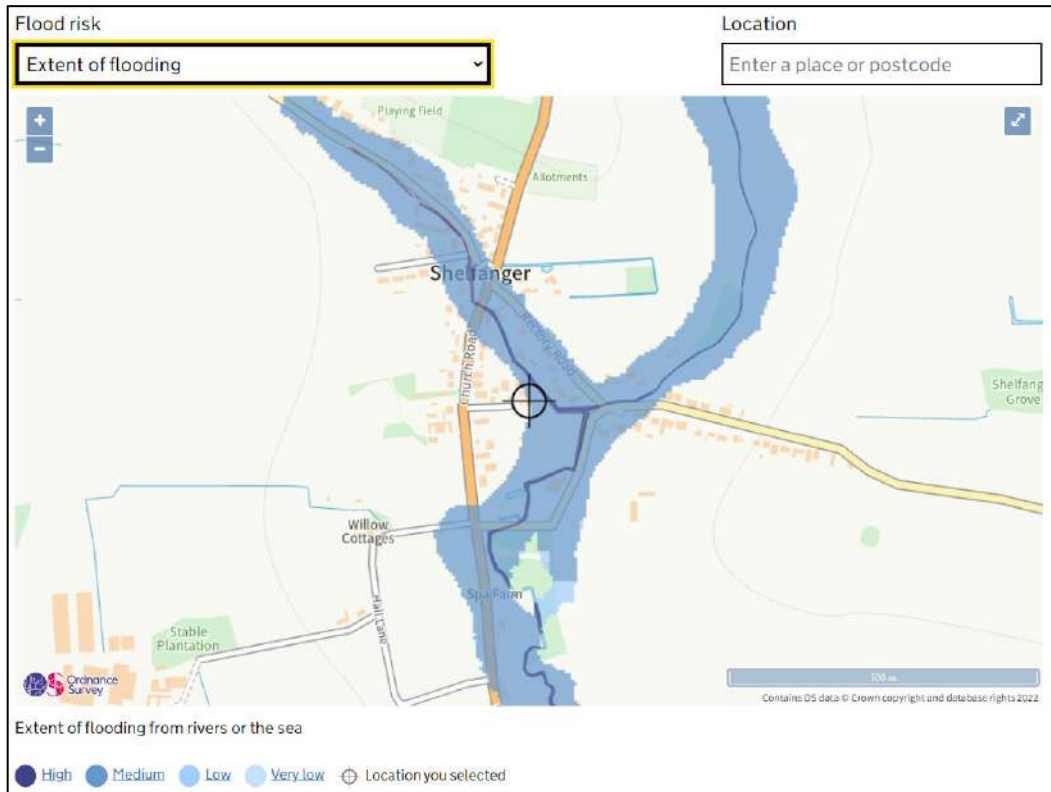 Flood risk
Location
Extent of flooding
Enter a place or postcode
+
−
Playing Field
Allotments
Shelfanger
Rectory Road
Church Road
Shelfang
Grove
Willow
Cottages
Spa Farm
Hall Lane
Stable
Plantation
Ordnance
Survey
Contains OS data © Crown copyright and database rights 2022
Extent of flooding from rivers or the sea
High
Medium
Low
Very low
Location you selected